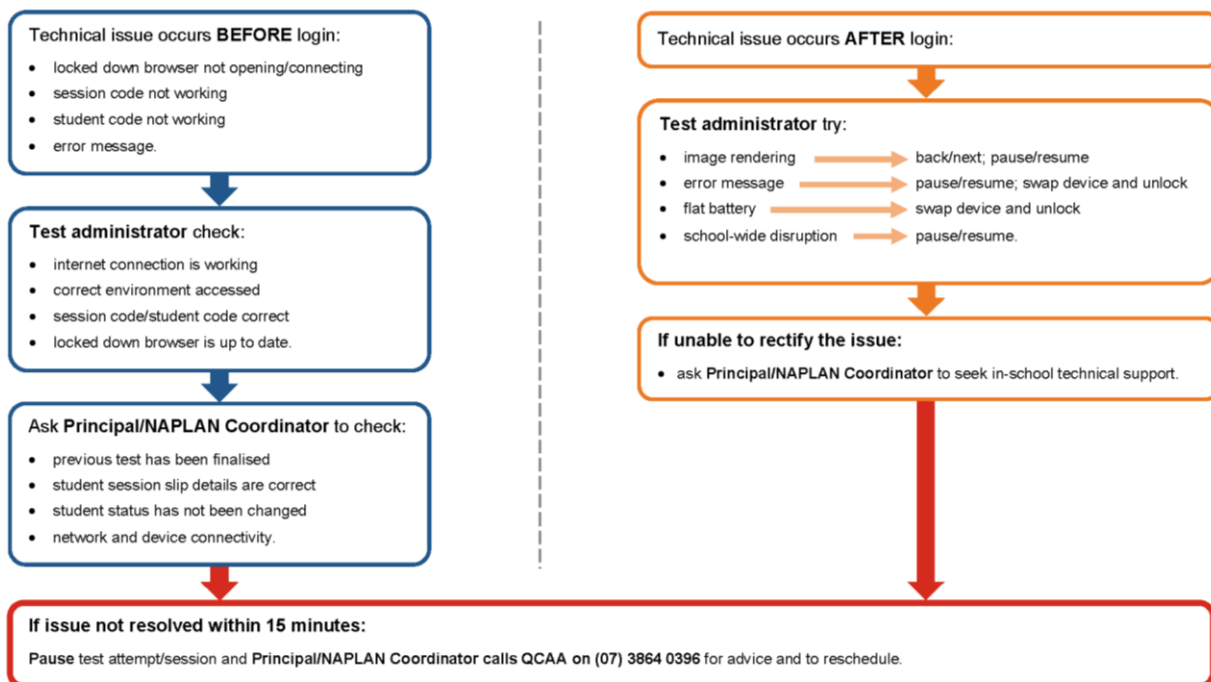 Technical issue occurs BEFORE login:
• locked down browser not opening/connecting
• session code not working
• student code not working
• error message.
Test administrator check:
• internet connection is working
• correct environment accessed
• session code/student code correct
• locked down browser is up to date.
Ask Principal/NAPLAN Coordinator to check:
• previous test has been finalised
• student session slip details are correct
• student status has not been changed
• network and device connectivity.
Technical issue occurs AFTER login:
Test administrator try:
• image rendering back/next; pause/resume
• error message pause/resume; swap device and unlock
• flat battery swap device and unlock
• school-wide disruption pause/resume.
If unable to rectify the issue:
• ask Principal/NAPLAN Coordinator to seek in-school technical support.
If issue not resolved within 15 minutes:
Pause test attempt/session and Principal/NAPLAN Coordinator calls QCAA on (07) 3864 0396 for advice and to reschedule.